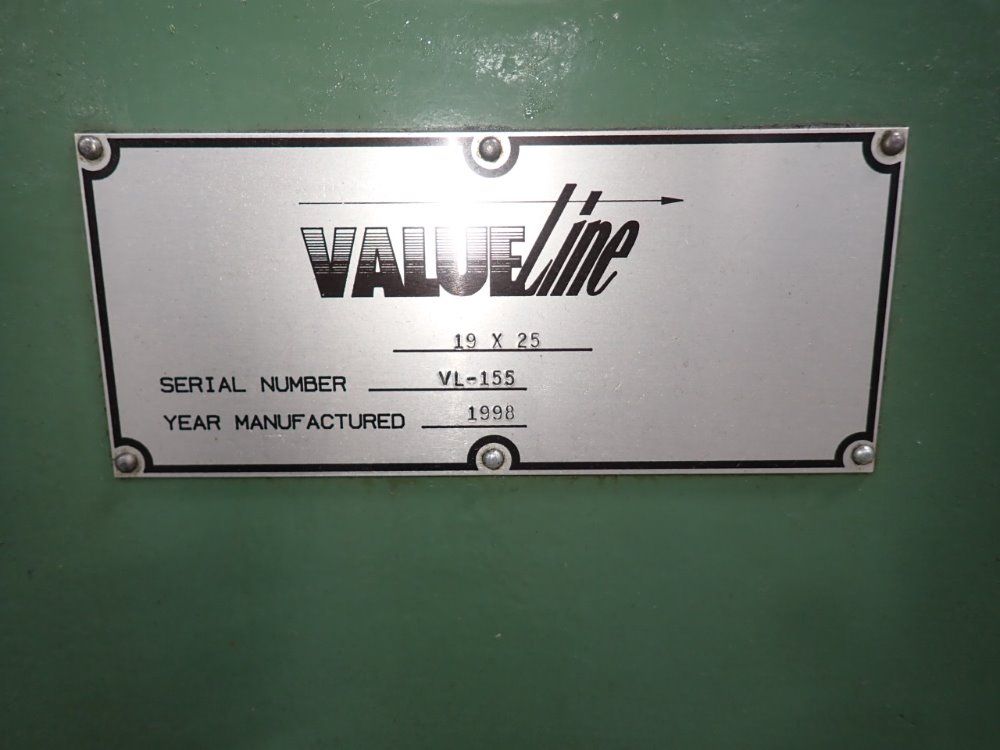 VALUELine
19 X 25
SERIAL NUMBER VL-155
YEAR MANUFACTURED 1998